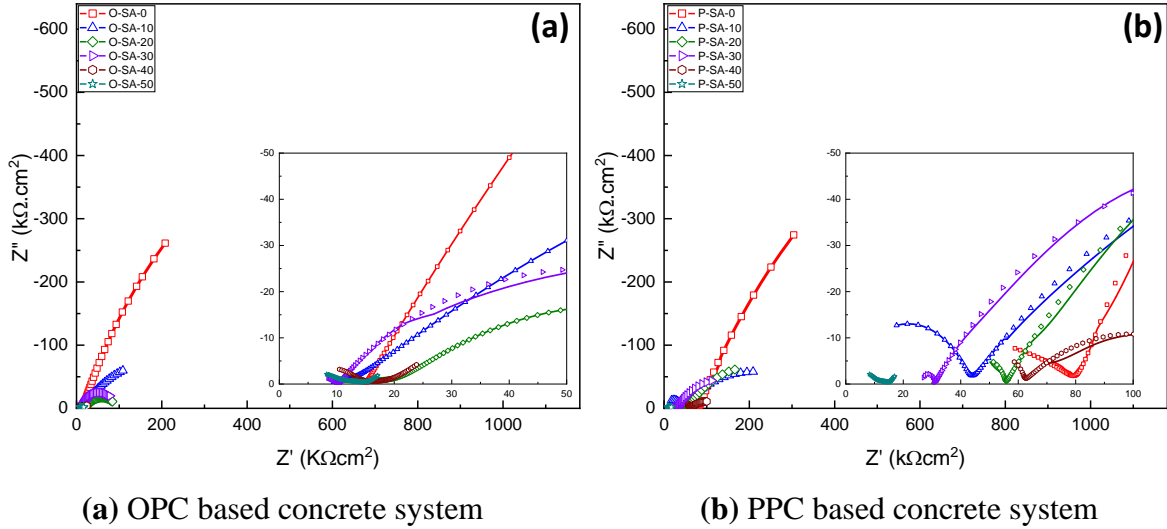 (a)
O-SA-0
O-SA-10
O-SA-20
O-SA-30
O-SA-40
O-SA-50
-600
-500
-400
-300
-200
-100
0
Z'' (kΩ.cm²)
-50
-40
-30
-20
-10
0
0 10 20 30 40 50
0 200 400 600 800 1000
Z' (KΩcm²)
(a) OPC based concrete system
(b)
P-SA-0
P-SA-10
P-SA-20
P-SA-30
P-SA-40
P-SA-50
-600
-500
-400
-300
-200
-100
0
Z'' (kΩ.cm²)
-50
-40
-30
-20
-10
0
0 20 40 60 80 100
0 200 400 600 800 1000
Z' (kΩcm²)
(b) PPC based concrete system